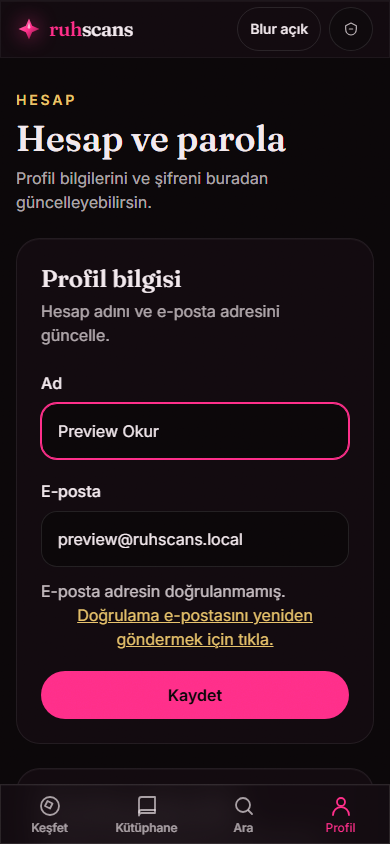 ruhscans
Blur açık
HESAP
Hesap ve parola
Profil bilgilerini ve şifreni buradan
güncelleyebilirsin.
Profil bilgisi
Hesap adını ve e-posta adresini
güncelle.
Ad
Preview Okur
E-posta
preview@ruhscans.local
E-posta adresin doğrulanmamış.
Doğrulama e-postasını yeniden
göndermek için tıkla.
Kaydet
Keşfet
Kütüphane
Ara
Profil